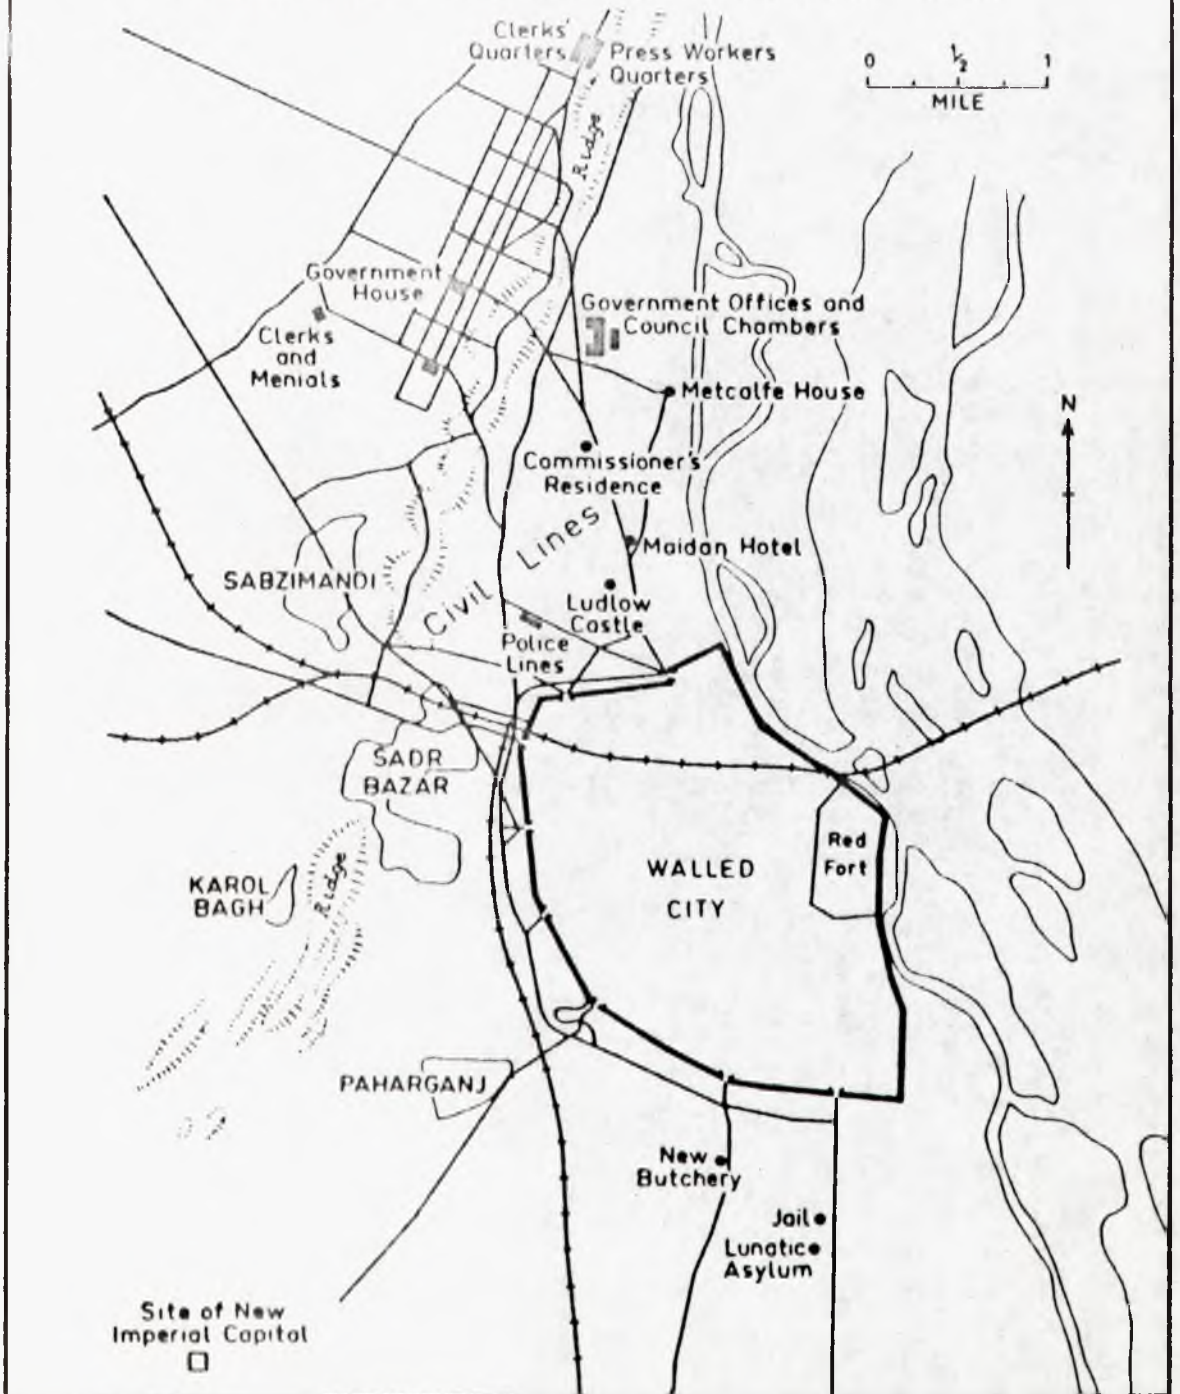 Clerks'
Quarters
Press Workers
Quarters
0 ½ 1
MILE
Ridge
Government
House
Government Offices and
Council Chambers
Clerks
and
Menials
Metcalfe House
N
Commissioner's
Residence
Civil Lines
Maidan Hotel
SABZIMANDI
Ludlow
Castle
Police
Lines
SADR
BAZAR
Red
Fort
WALLED
CITY
KAROL
BAGH
Ridge
PAHARGANJ
New
Butchery
Jail
Lunatic
Asylum
Site of New
Imperial Capital